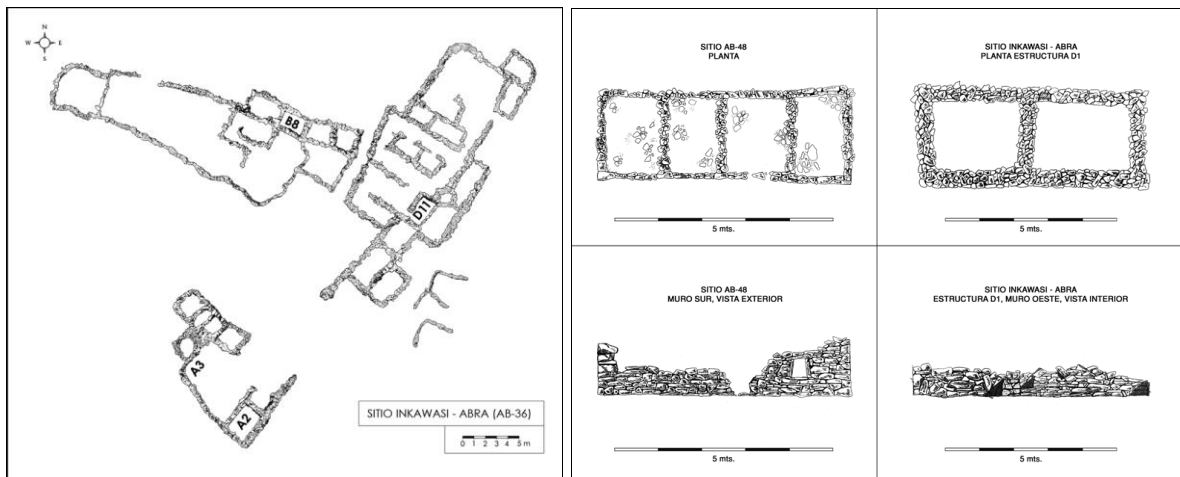 N
W E
S
B8
D11
A3
A2
SITIO INKAWASI - ABRA (AB-36)
0 1 2 3 4 5 m
SITIO AB-48
PLANTA
5 mts.
SITIO INKAWASI - ABRA
PLANTA ESTRUCTURA D1
5 mts.
SITIO AB-48
MURO SUR, VISTA EXTERIOR
5 mts.
SITIO INKAWASI - ABRA
ESTRUCTURA D1, MURO OESTE, VISTA INTERIOR
5 mts.